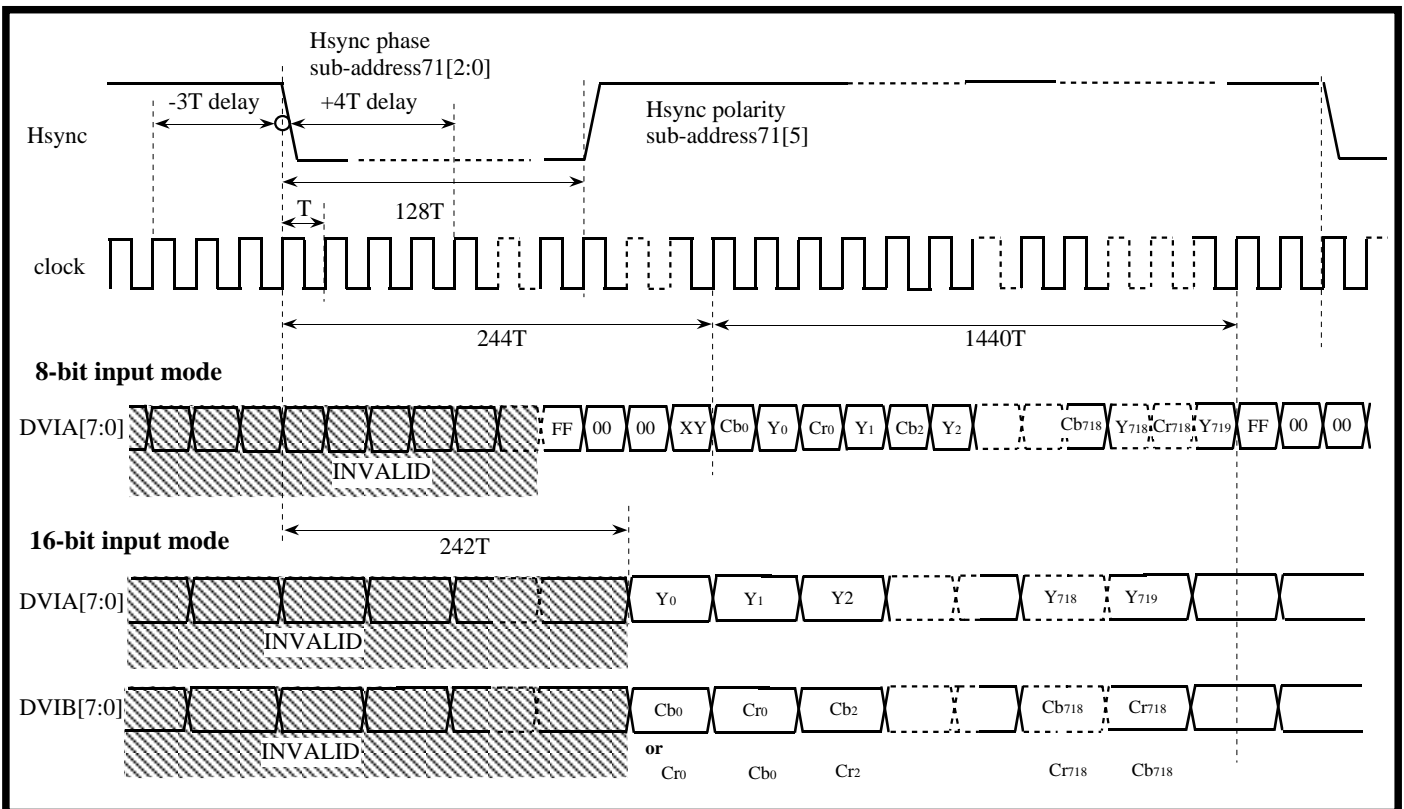 Hsync phase
sub-address71[2:0]
-3T delay
+4T delay
Hsync polarity
sub-address71[5]
Hsync
T
128T
clock
244T
1440T
8-bit input mode
DVIA[7:0]
FF 00 00 XY Cb0 Y0 Cr0 Y1 Cb2 Y2 Cb718 Y718 Cr718 Y719 FF 00 00
INVALID
16-bit input mode
242T
DVIA[7:0]
Y0 Y1 Y2 Y718 Y719
INVALID
DVIB[7:0]
Cb0 Cr0 Cb2 Cb718 Cr718
INVALID
or
Cr0 Cb0 Cr2 Cr718 Cb718